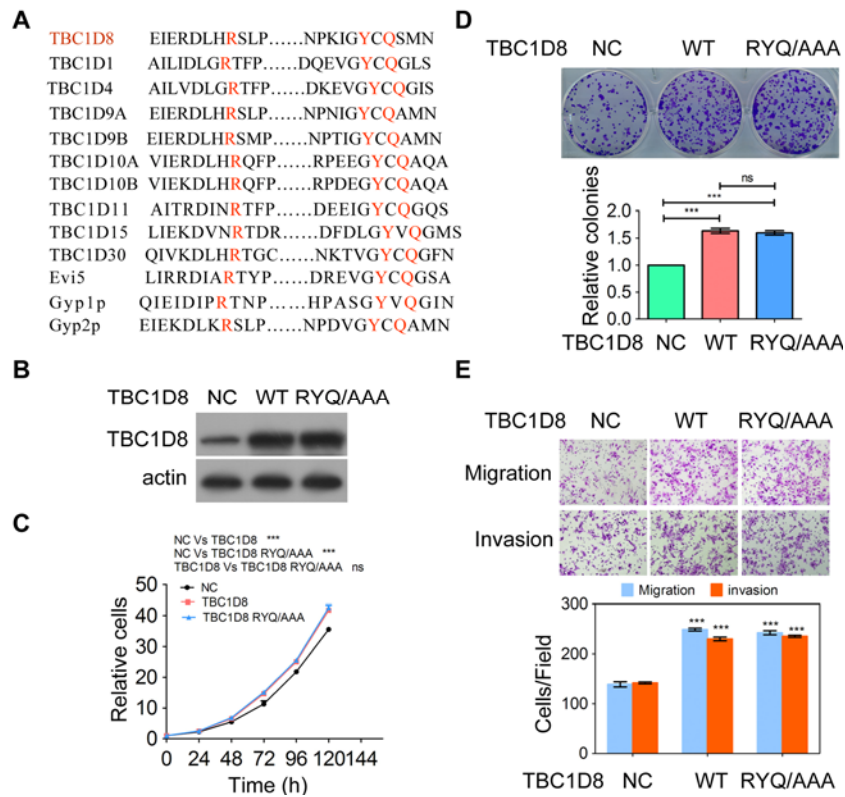 A
TBC1D8 EIERDLHRSLP......NPKIGYCQSMN
TBC1D1 AILIDLGRTFP......DQEVGYCQGLS
TBC1D4 AILVDLGRTFP......DKEVGYCQGIS
TBC1D9A EIERDLHRSLP......NPNIGYCQAMN
TBC1D9B EIERDLHRSMP......NPTIGYCQAMN
TBC1D10A VIERDLHRQFP......RPEEGYCQAQA
TBC1D10B VIEKDLHRQFP......RPDEGYCQAQA
TBC1D11 AITRDINRTFP......DEEIGYCQGQS
TBC1D15 LIEKDVNRTDR......DFDLGYVQGMS
TBC1D30 QIVKDLHRTGC......NKTVGYCQGFN
Evi5 LIRRDIARTYP......DREVGYCQGSA
Gyp1p QIEIDIPRTNP......HPASGYVQGIN
Gyp2p EIEKDLKRSLP......NPDVGYCQAMN
B
TBC1D8 NC WT RYQ/AAA
TBC1D8
actin
C
NC Vs TBC1D8 ***
NC Vs TBC1D8 RYQ/AAA ***
TBC1D8 Vs TBC1D8 RYQ/AAA ns
NC
TBC1D8
TBC1D8 RYQ/AAA
Relative cells
50
40
30
20
10
0
0 24 48 72 96 120 144
Time (h)
D
TBC1D8 NC WT RYQ/AAA
ns
***
***
Relative colonies
2.0
1.5
1.0
0.5
0.0
TBC1D8 NC WT RYQ/AAA
E
TBC1D8 NC WT RYQ/AAA
Migration
Invasion
Migration invasion
Cells/Field
300
200
100
0
*** *** *** ***
TBC1D8 NC WT RYQ/AAA